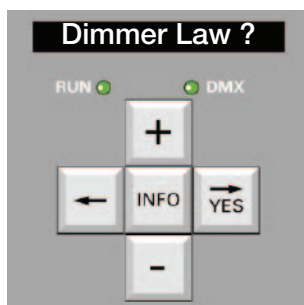 Dimmer Law ?
RUN DMX
+
← INFO → YES
-